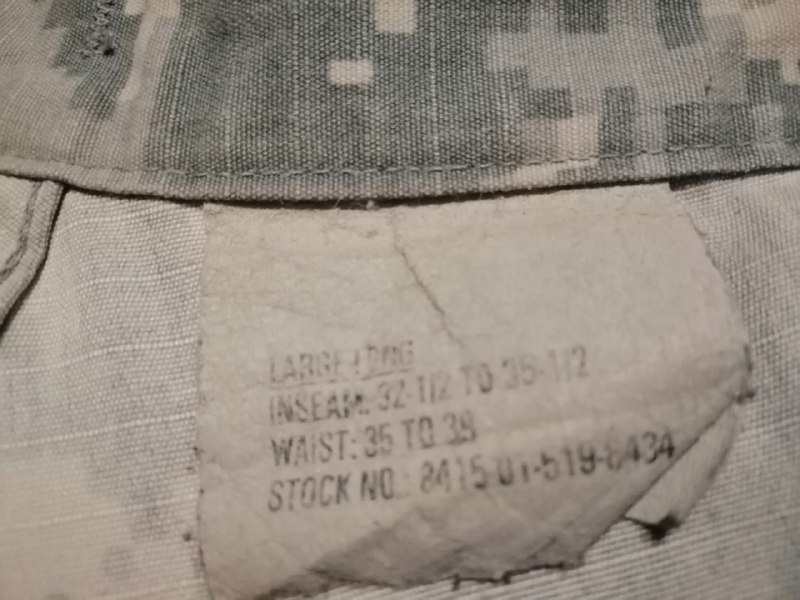 LARGE-LONG
INSEAM: 32-1/2 TO 35-1/2
WAIST: 35 TO 39
STOCK NO.: 8415-01-519-8434